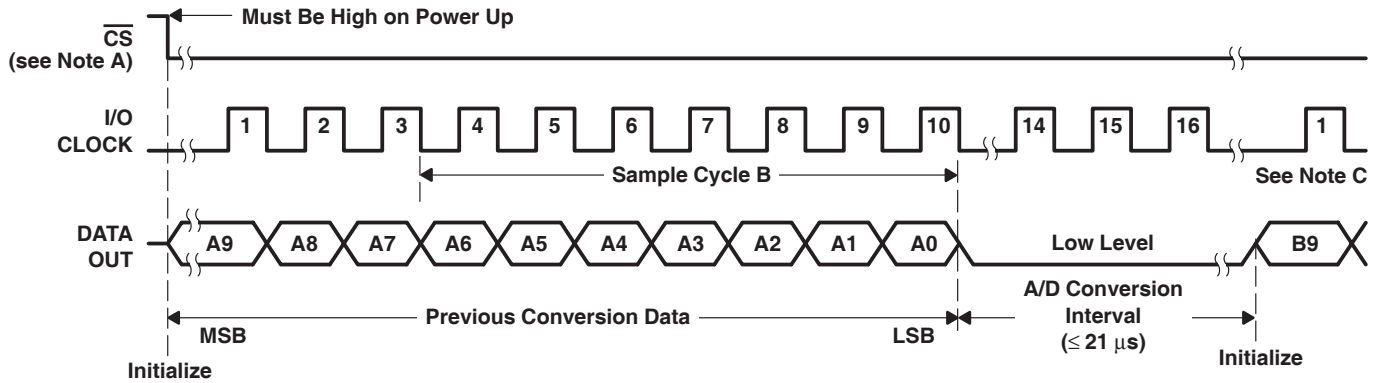 Must Be High on Power Up
CS
(see Note A)
I/O
CLOCK
1 2 3 4 5 6 7 8 9 10 14 15 16 1
Sample Cycle B
See Note C
DATA
OUT
A9 A8 A7 A6 A5 A4 A3 A2 A1 A0 Low Level B9
A/D Conversion
Interval
(≤ 21 μs)
Previous Conversion Data
MSB LSB
Initialize Initialize